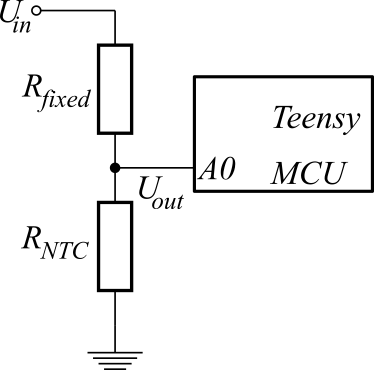 U_in
R_fixed
Teensy
A0 MCU
U_out
R_NTC